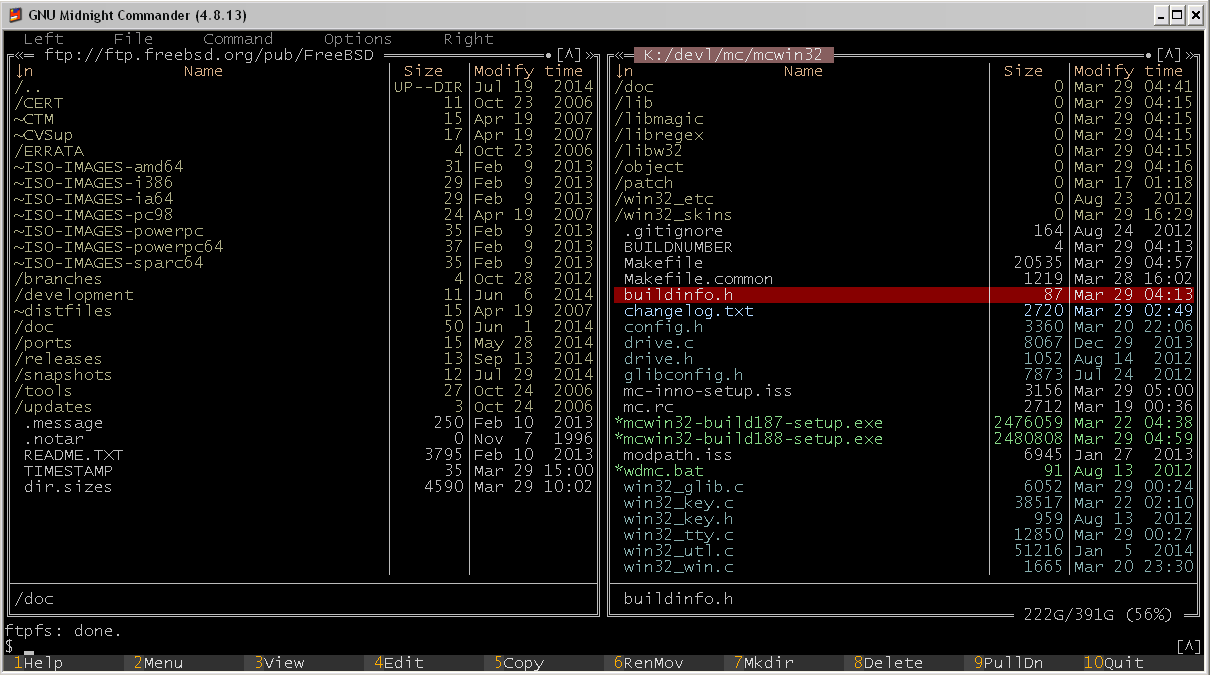 GNU Midnight Commander (4.8.13)
Left File Command Options Right
«= ftp://ftp.freebsd.org/pub/FreeBSD •[^]»
↓n Name Size Modify time
/.. UP--DIR Jul 19 2014
/CERT 11 Oct 23 2006
~CTM 15 Apr 19 2007
~CVSup 17 Apr 19 2007
/ERRATA 4 Oct 23 2006
~ISO-IMAGES-amd64 31 Feb 9 2013
~ISO-IMAGES-i386 29 Feb 9 2013
~ISO-IMAGES-ia64 29 Feb 9 2013
~ISO-IMAGES-pc98 24 Apr 19 2007
~ISO-IMAGES-powerpc 35 Feb 9 2013
~ISO-IMAGES-powerpc64 37 Feb 9 2013
~ISO-IMAGES-sparc64 35 Feb 9 2013
/branches 4 Oct 28 2012
/development 11 Jun 6 2014
~distfiles 15 Apr 19 2007
/doc 50 Jun 1 2014
/ports 15 May 28 2014
/releases 13 Sep 13 2014
/snapshots 12 Jul 29 2014
/tools 27 Oct 24 2006
/updates 3 Oct 24 2006
.message 250 Feb 10 2013
.notar 0 Nov 7 1996
README.TXT 3795 Feb 10 2013
TIMESTAMP 35 Mar 29 15:00
dir.sizes 4590 Mar 29 10:02
/doc
«= K:/devl/mc/mcwin32 •[^]»
↓n Name Size Modify time
/doc 0 Mar 29 04:41
/lib 0 Mar 29 04:15
/libmagic 0 Mar 29 04:15
/libregex 0 Mar 29 04:15
/libw32 0 Mar 29 04:15
/object 0 Mar 29 04:16
/patch 0 Mar 17 01:18
/win32_etc 0 Aug 23 2012
/win32_skins 0 Mar 29 16:29
.gitignore 164 Aug 24 2012
BUILDNUMBER 4 Mar 29 04:13
Makefile 20535 Mar 29 04:57
Makefile.common 1219 Mar 28 16:02
buildinfo.h 87 Mar 29 04:13
changelog.txt 2720 Mar 29 02:49
config.h 3360 Mar 20 22:06
drive.c 8067 Dec 29 2013
drive.h 1052 Aug 14 2012
glibconfig.h 7873 Jul 24 2012
mc-inno-setup.iss 3156 Mar 29 05:00
mc.rc 2712 Mar 19 00:36
*mcwin32-build187-setup.exe 2476059 Mar 22 04:38
*mcwin32-build188-setup.exe 2480808 Mar 29 04:59
modpath.iss 6945 Jan 27 2013
*wdmc.bat 91 Aug 13 2012
win32_glib.c 6052 Mar 29 00:24
win32_key.c 38517 Mar 22 02:10
win32_key.h 959 Aug 13 2012
win32_tty.c 12850 Mar 29 00:27
win32_utl.c 51216 Jan 5 2014
win32_win.c 1665 Mar 20 23:30
buildinfo.h
222G/391G (56%)
ftpfs: done.
$ [^]
1Help 2Menu 3View 4Edit 5Copy 6RenMov 7Mkdir 8Delete 9PullDn 10Quit